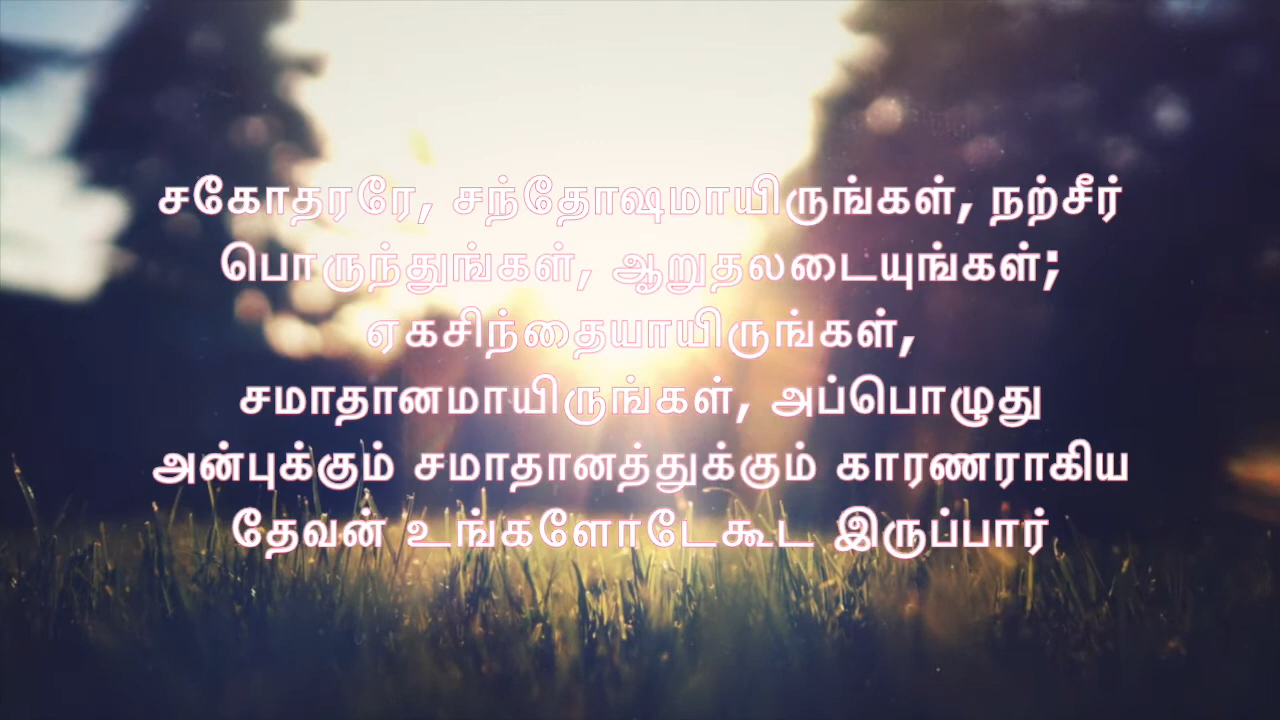 சகோதரரே, சந்தோஷமாயிருங்கள், நற்சீர்
பொருந்துங்கள், ஆறுதலடையுங்கள்;
ஏகசிந்தையாயிருங்கள்,
சமாதானமாயிருங்கள், அப்பொழுது
அன்புக்கும் சமாதானத்துக்கும் காரணராகிய
தேவன் உங்களோடேகூட இருப்பார்